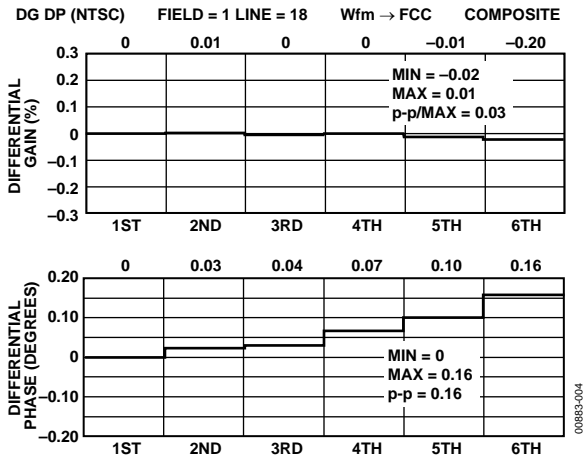 DG DP (NTSC) FIELD = 1 LINE = 18 Wfm → FCC COMPOSITE
0 0.01 0 0 –0.01 –0.20
0.3
0.2
0.1
0
–0.1
–0.2
–0.3
DIFFERENTIAL
GAIN (%)
MIN = –0.02
MAX = 0.01
p-p/MAX = 0.03
1ST 2ND 3RD 4TH 5TH 6TH
0 0.03 0.04 0.07 0.10 0.16
0.20
0.10
0
–0.10
–0.20
DIFFERENTIAL
PHASE (DEGREES)
MIN = 0
MAX = 0.16
p-p = 0.16
1ST 2ND 3RD 4TH 5TH 6TH
00883-004